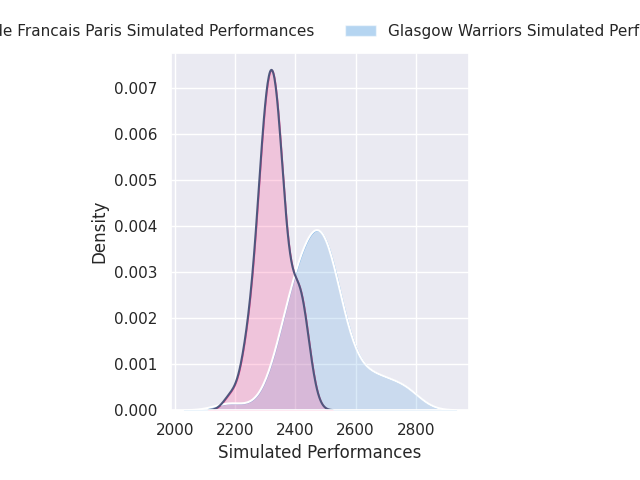 le Francais Paris Simulated Performances
Glasgow Warriors Simulated Perf
0.007
0.006
0.005
0.004
0.003
0.002
0.001
0.000
Density
2000 2200 2400 2600 2800
Simulated Performances